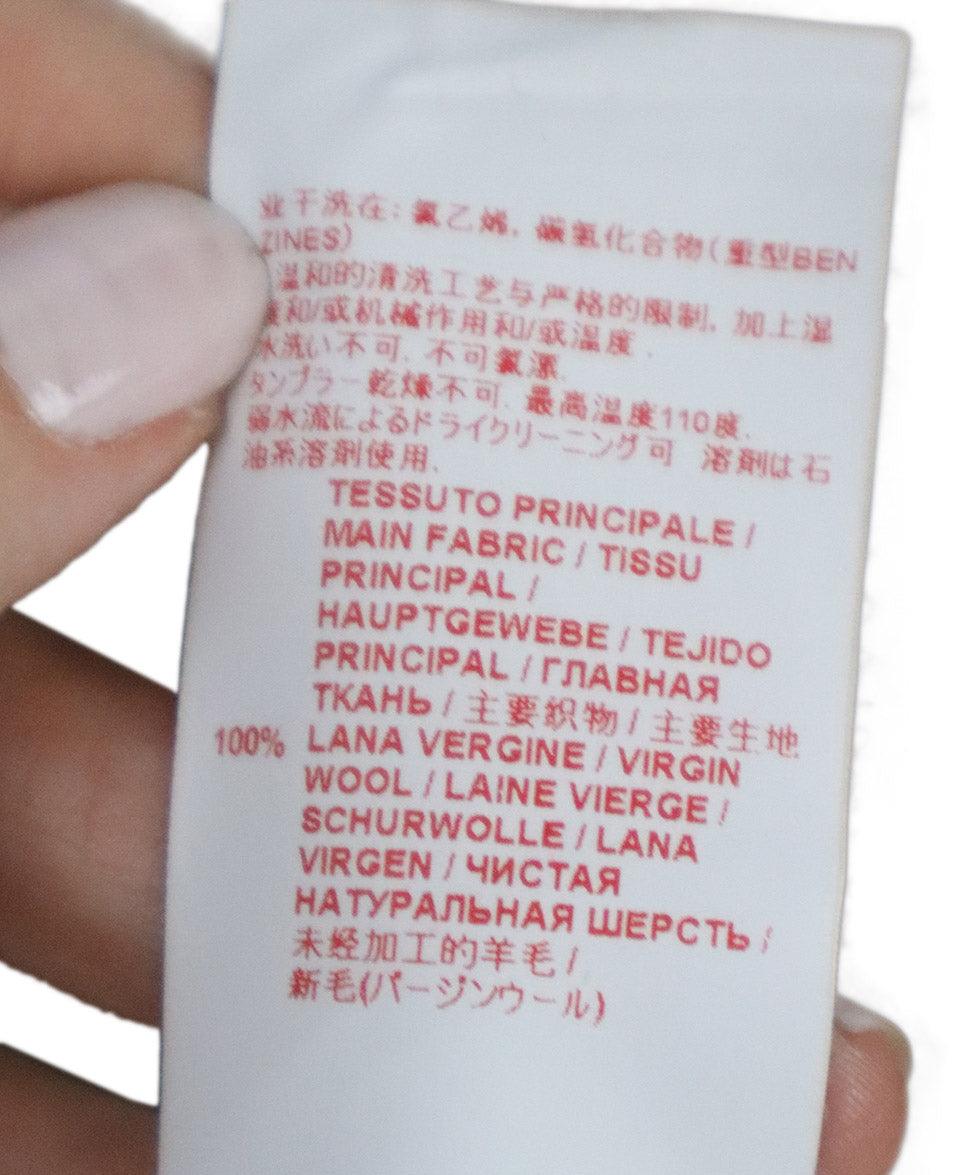 业干洗在: 氯乙烯, 碳氢化合物(重型BEN
ZINES)
温和的清洗工艺与严格的限制, 加上湿
和/或机械作用和/或温度.
水洗い不可. 不可氯漂.
タンブラー乾燥不可. 最高温度110度.
弱水流によるドライクリーニング可 溶剤は石
油系溶剤使用.
TESSUTO PRINCIPALE /
MAIN FABRIC / TISSU
PRINCIPAL /
HAUPTGEWEBE / TEJIDO
PRINCIPAL / ГЛАВНАЯ
ТКАНЬ / 主要织物 / 主要生地
100% LANA VERGINE / VIRGIN
WOOL / LAINE VIERGE /
SCHURWOLLE / LANA
VIRGEN / ЧИСТАЯ
НАТУРАЛЬНАЯ ШЕРСТЬ /
未经加工的羊毛 /
新毛(バージンウール)